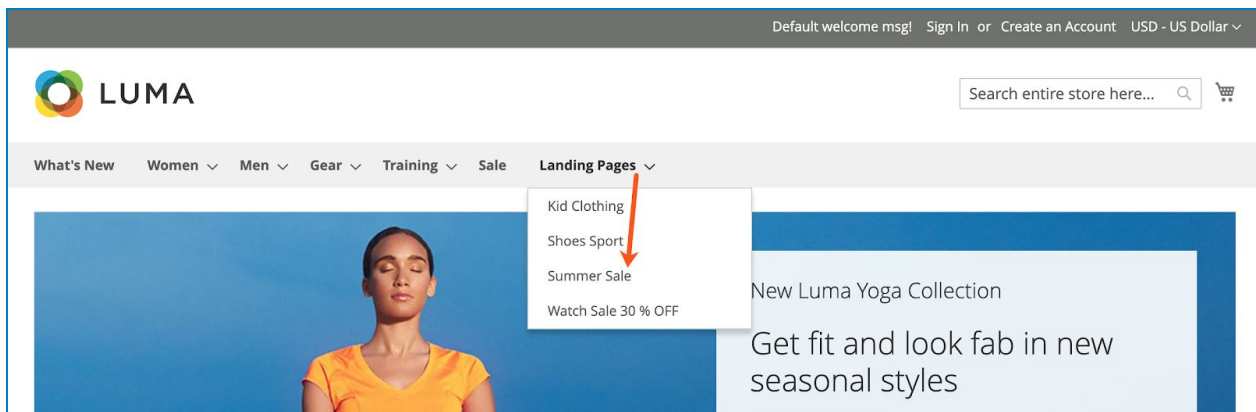 Default welcome msg! Sign In or Create an Account USD - US Dollar
LUMA
Search entire store here...
What's New Women Men Gear Training Sale Landing Pages
Kid Clothing
Shoes Sport
Summer Sale
Watch Sale 30 % OFF
New Luma Yoga Collection
Get fit and look fab in new
seasonal styles